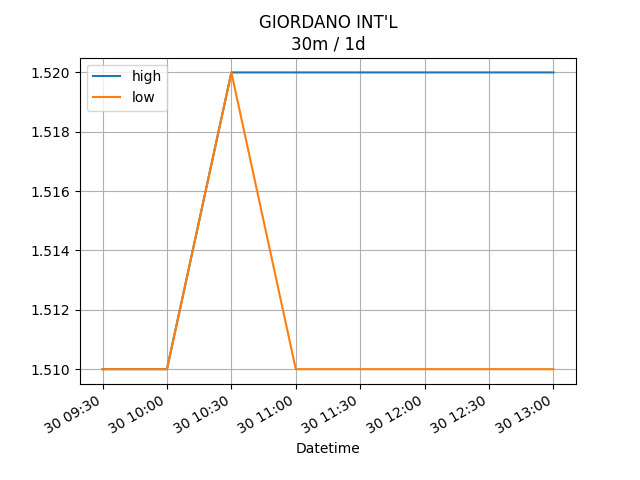 GIORDANO INT'L
30m / 1d
high
low
1.520
1.518
1.516
1.514
1.512
1.510
30 09:30
30 10:00
30 10:30
30 11:00
30 11:30
30 12:00
30 12:30
30 13:00
Datetime